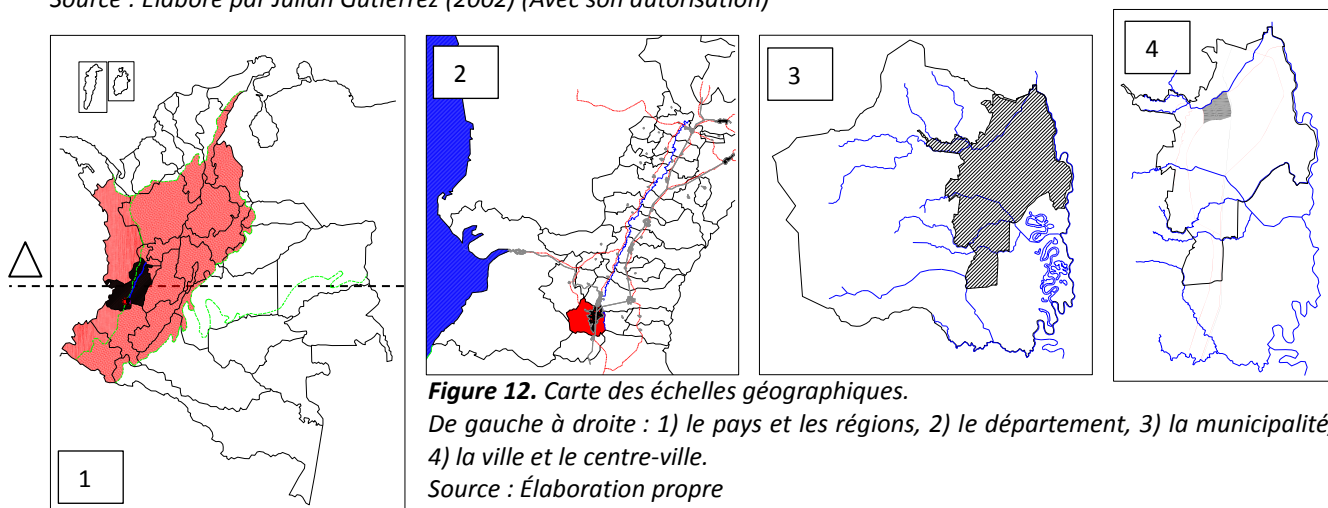 Source : Élaboré par Julián Gutiérrez (2002) (Avec son autorisation)
1
2
3
4
Figure 12. Carte des échelles géographiques.
De gauche à droite : 1) le pays et les régions, 2) le département, 3) la municipalité,
4) la ville et le centre-ville.
Source : Élaboration propre